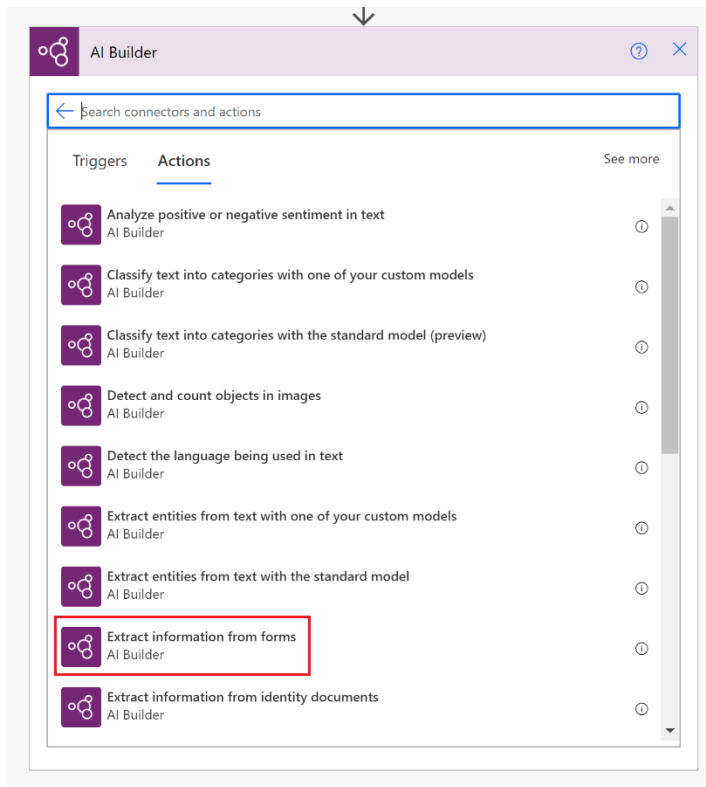 AI Builder
Search connectors and actions
Triggers Actions See more
Analyze positive or negative sentiment in text
AI Builder
Classify text into categories with one of your custom models
AI Builder
Classify text into categories with the standard model (preview)
AI Builder
Detect and count objects in images
AI Builder
Detect the language being used in text
AI Builder
Extract entities from text with one of your custom models
AI Builder
Extract entities from text with the standard model
AI Builder
Extract information from forms
AI Builder
Extract information from identity documents
AI Builder